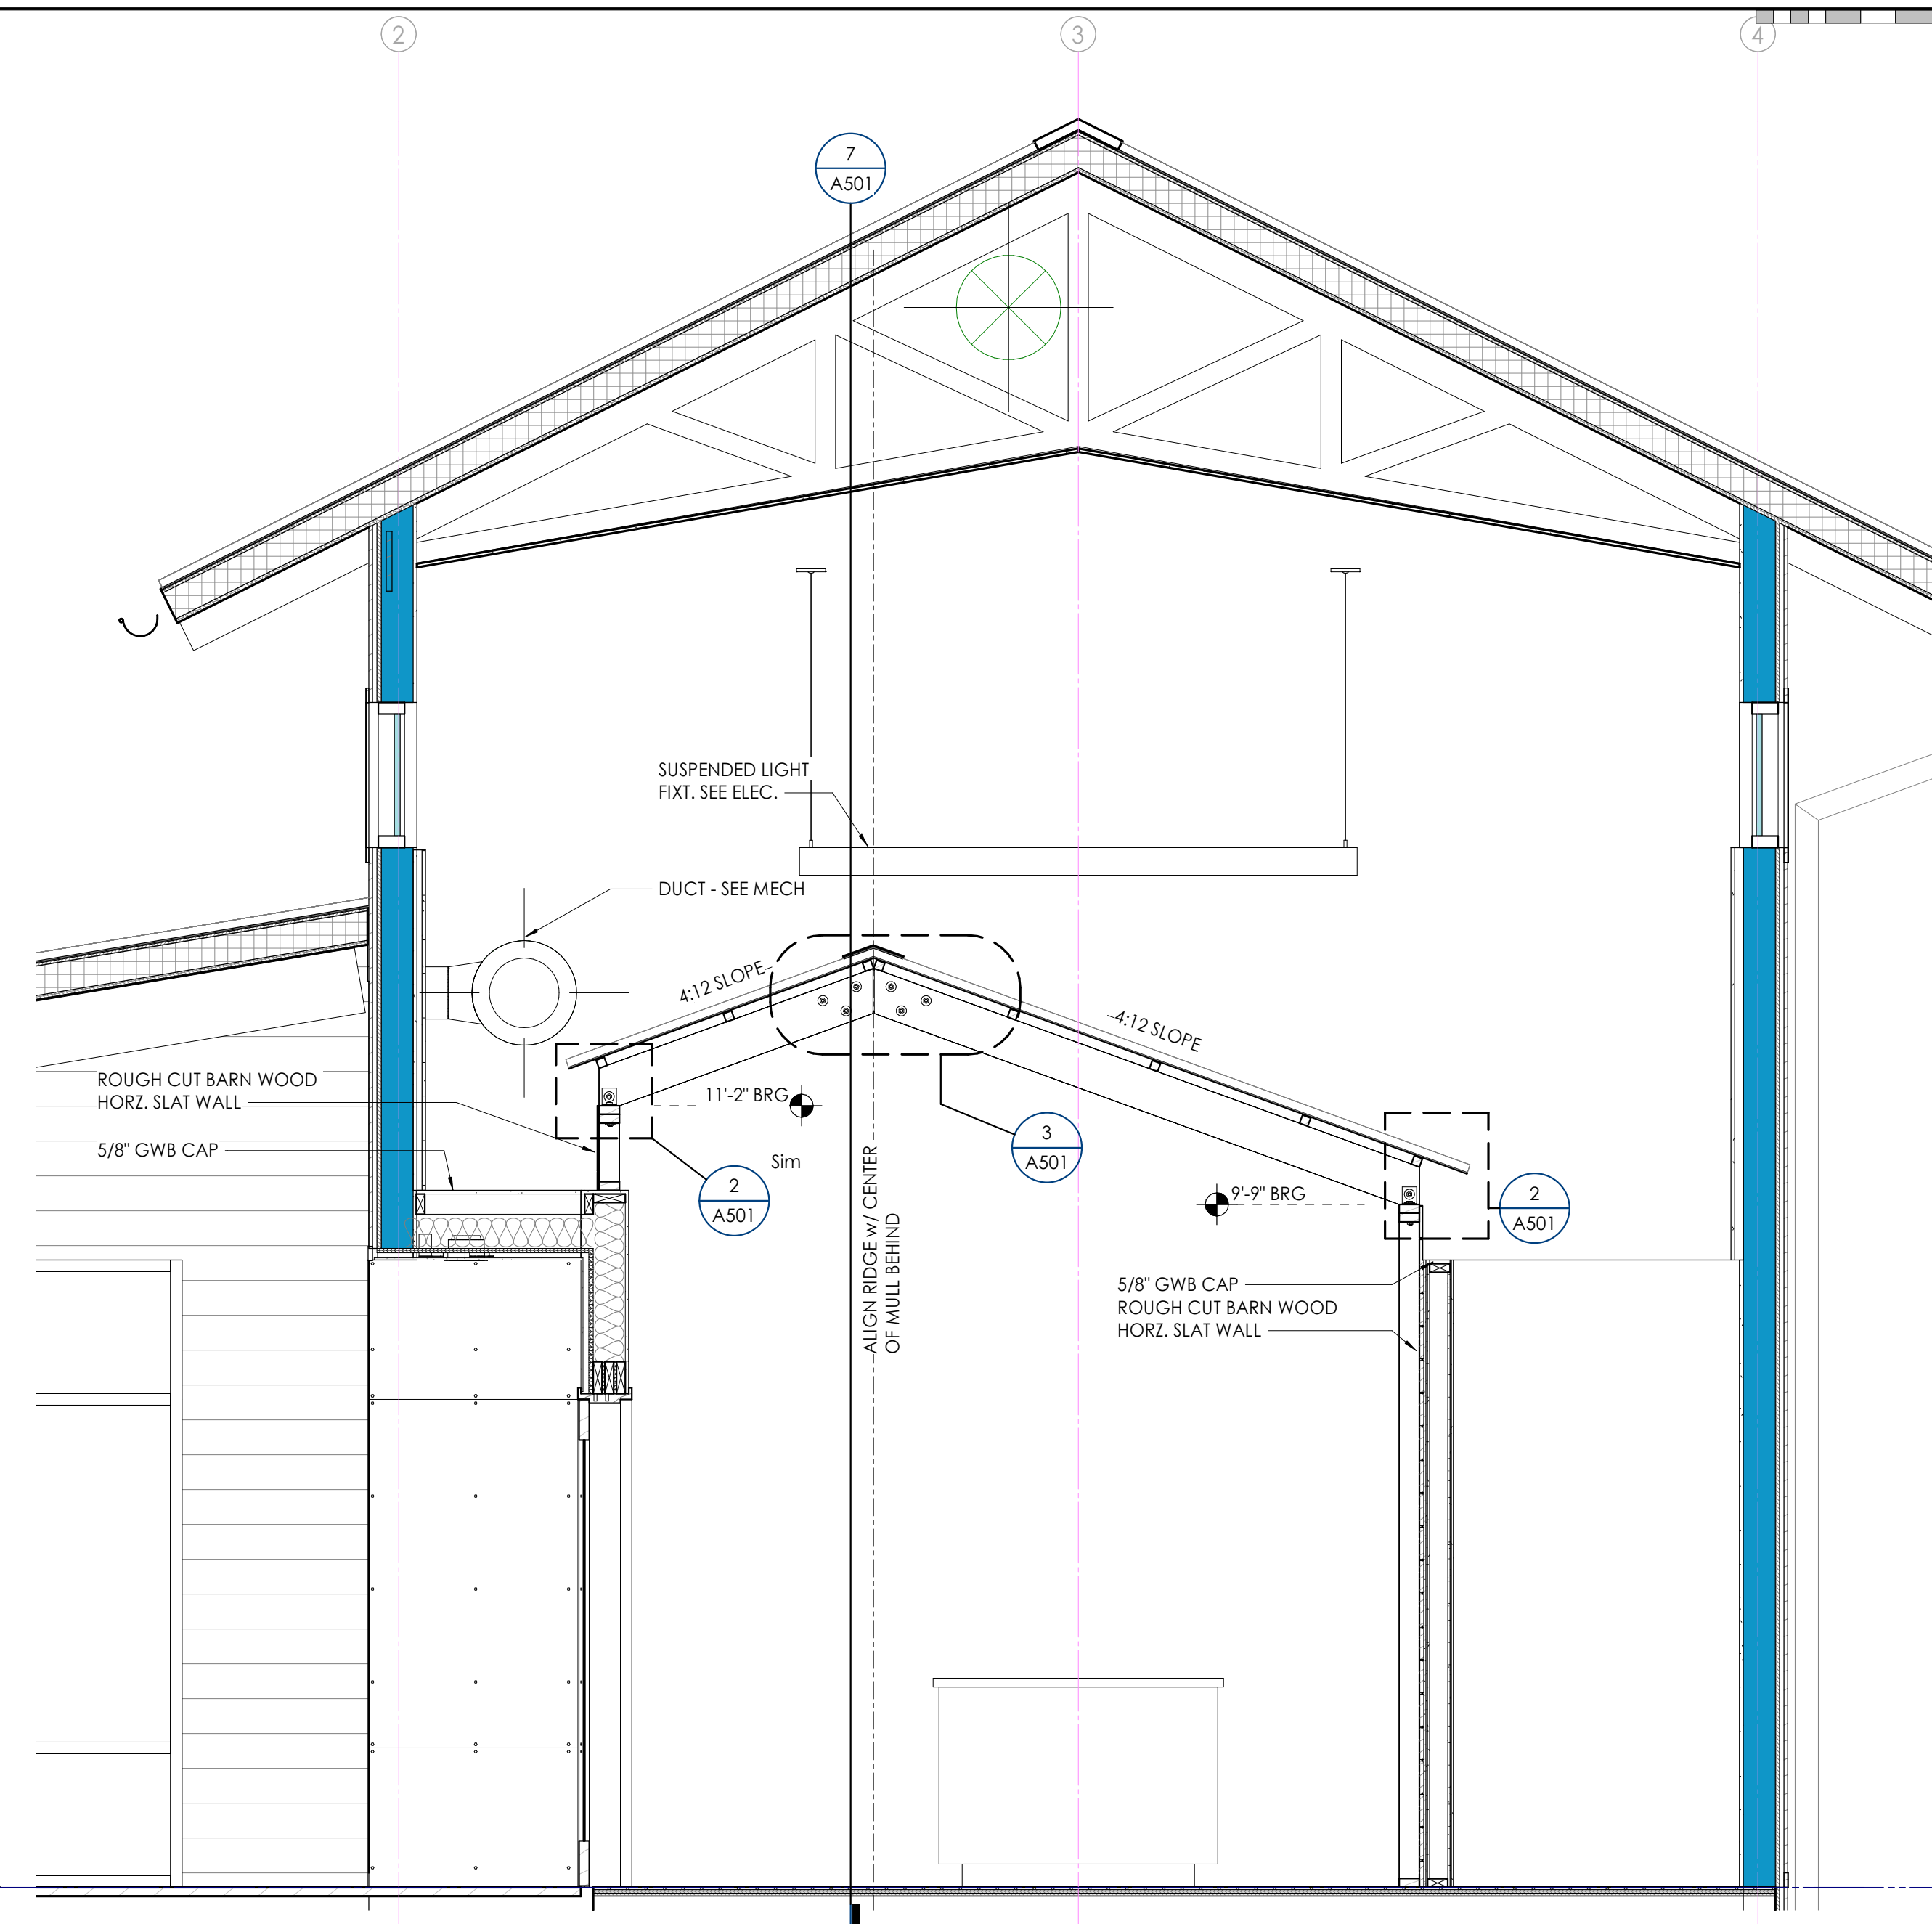 2
3
4
7
A501
SUSPENDED LIGHT
FIXT. SEE ELEC.
DUCT - SEE MECH
4:12 SLOPE
4:12 SLOPE
ROUGH CUT BARN WOOD
HORZ. SLAT WALL
5/8" GWB CAP
11'-2" BRG
Sim
2
A501
3
A501
ALIGN RIDGE w/ CENTER
OF MULL BEHIND
9'-9" BRG
2
A501
5/8" GWB CAP
ROUGH CUT BARN WOOD
HORZ. SLAT WALL